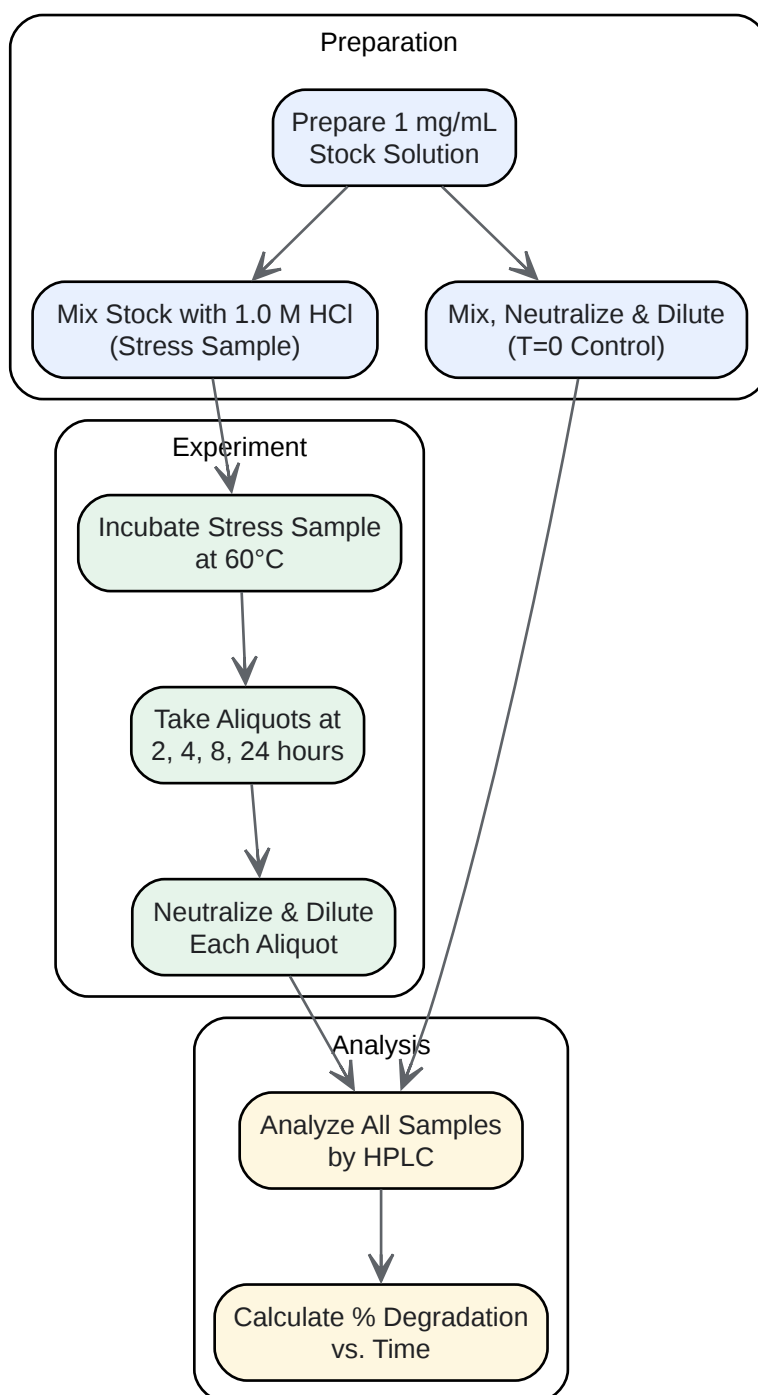 Preparation
Prepare 1 mg/mL
Stock Solution
Mix Stock with 1.0 M HCl
(Stress Sample)
Mix, Neutralize & Dilute
(T=0 Control)
Experiment
Incubate Stress Sample
at 60°C
Take Aliquots at
2, 4, 8, 24 hours
Neutralize & Dilute
Each Aliquot
Analysis
Analyze All Samples
by HPLC
Calculate % Degradation
vs. Time